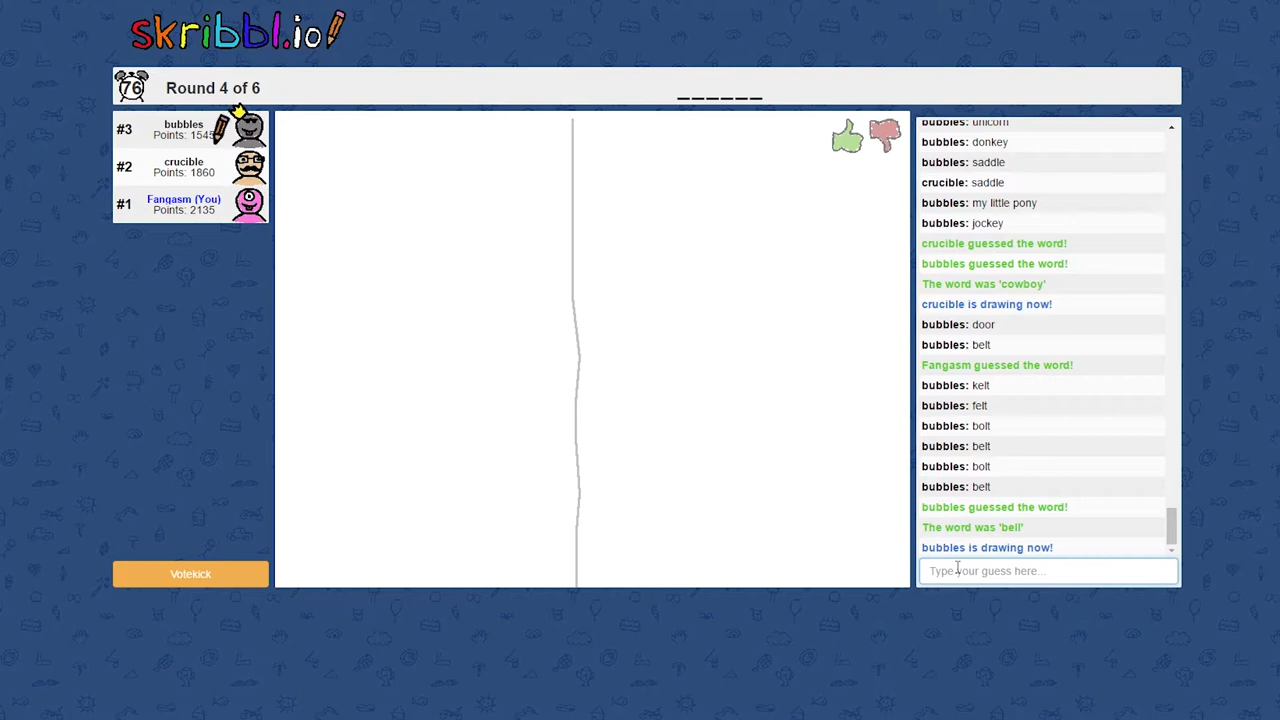 skribbl.io
76
Round 4 of 6
______
#3
bubbles
Points: 1545
#2
crucible
Points: 1860
#1
Fangasm (You)
Points: 2135
Votekick
bubbles: unicorn
bubbles: donkey
bubbles: saddle
crucible: saddle
bubbles: my little pony
bubbles: jockey
crucible guessed the word!
bubbles guessed the word!
The word was 'cowboy'
crucible is drawing now!
bubbles: door
bubbles: belt
Fangasm guessed the word!
bubbles: kelt
bubbles: felt
bubbles: bolt
bubbles: belt
bubbles: bolt
bubbles: belt
bubbles guessed the word!
The word was 'bell'
bubbles is drawing now!
Type your guess here...